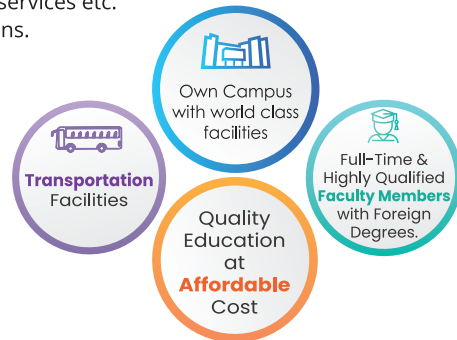 services etc.
ns.
Own Campus
with world class
facilities
Transportation
Facilities
Full-Time &
Highly Qualified
Faculty Members
with Foreign
Degrees.
Quality
Education
at
Affordable
Cost